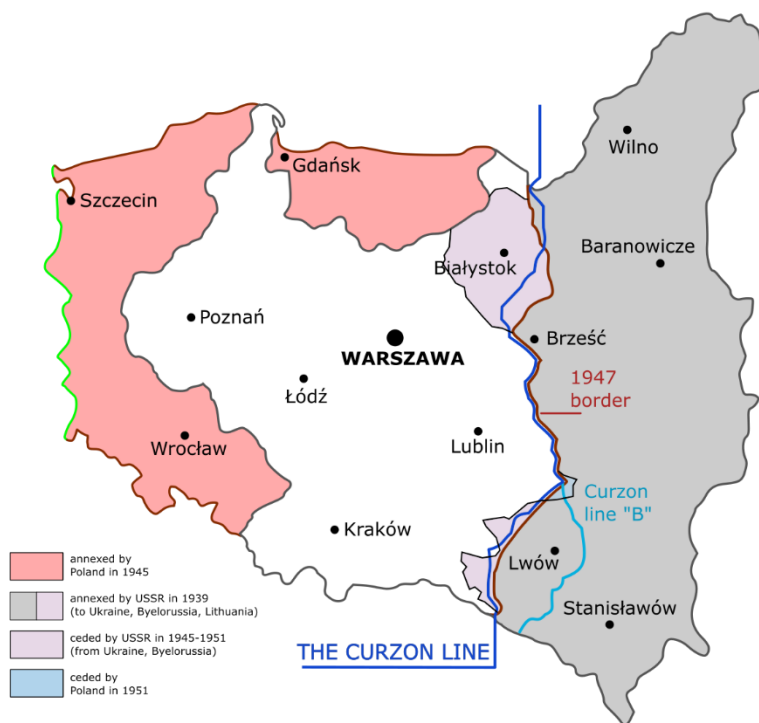 Wilno
Gdańsk
Szczecin
Baranowicze
Białystok
Poznań
Brześć
WARSZAWA
1947
border
Łódź
Wrocław
Lublin
Curzon
line "B"
Kraków
Lwów
annexed by
Poland in 1945
annexed by USSR in 1939
(to Ukraine, Byelorussia, Lithuania)
Stanisławów
ceded by USSR in 1945-1951
(from Ukraine, Byelorussia)
THE CURZON LINE
ceded by
Poland in 1951